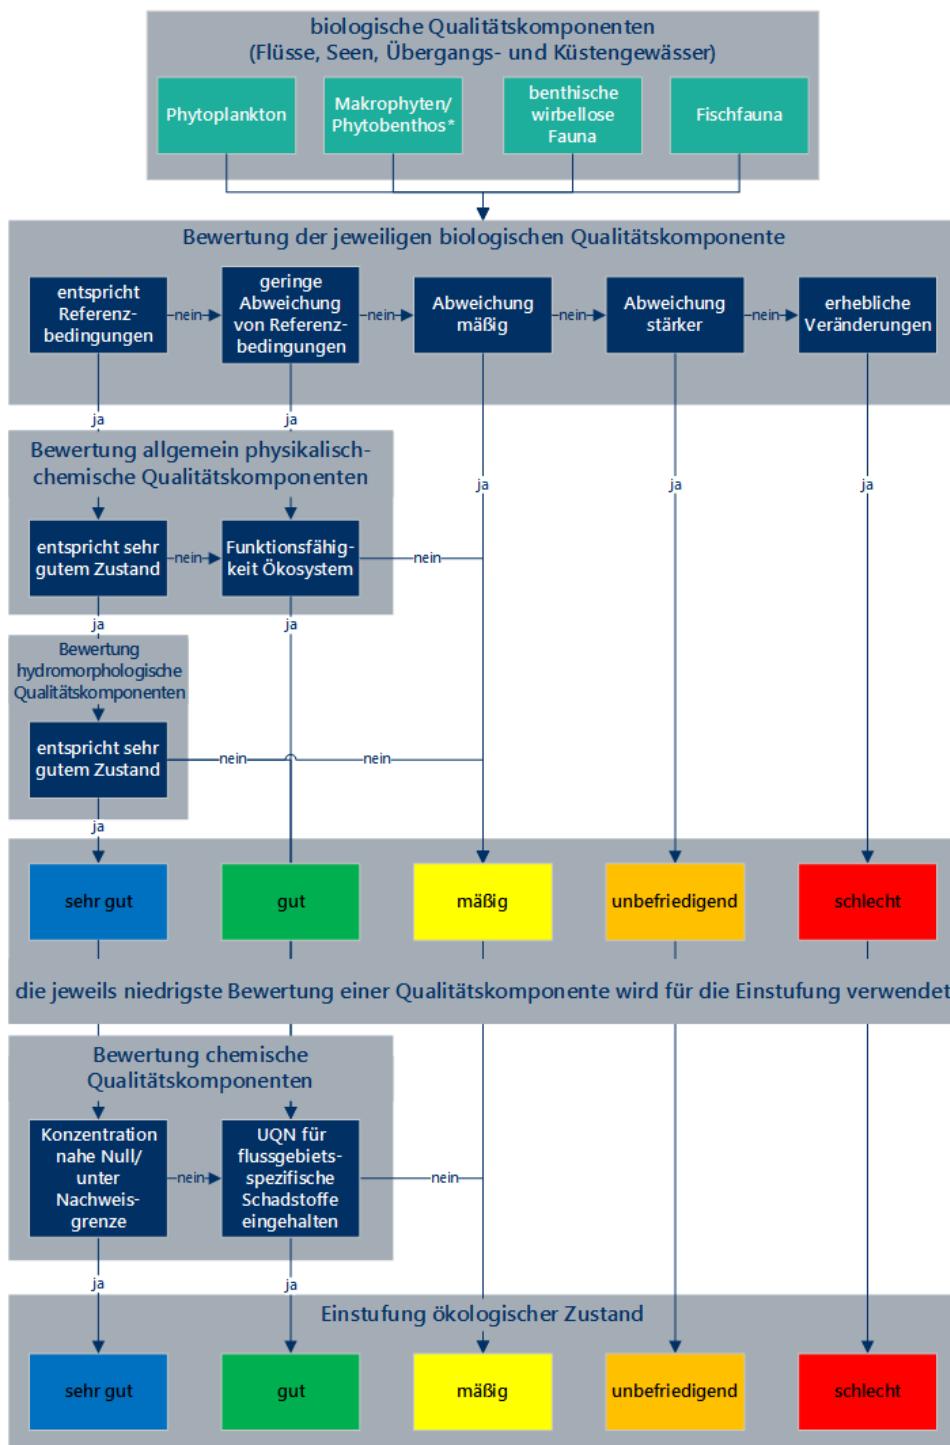 biologische Qualitätskomponenten
(Flüsse, Seen, Übergangs- und Küstengewässer)
Phytoplankton
Makrophyten/
Phytobenthos*
benthische
wirbellose
Fauna
Fischfauna
Bewertung der jeweiligen biologischen Qualitätskomponente
entspricht
Referenz-
bedingungen
nein
geringe
Abweichung
von Referenz-
bedingungen
nein
Abweichung
mäßig
nein
Abweichung
stärker
nein
erhebliche
Veränderungen
ja
ja
Bewertung allgemein physikalisch-
chemische Qualitätskomponenten
ja
ja
ja
entspricht sehr
gutem Zustand
nein
Funktionsfähig-
keit Ökosystem
nein
ja
ja
Bewertung
hydromorphologische
Qualitätskomponenten
entspricht sehr
gutem Zustand
nein
nein
ja
sehr gut
gut
mäßig
unbefriedigend
schlecht
die jeweils niedrigste Bewertung einer Qualitätskomponente wird für die Einstufung verwendet
Bewertung chemische
Qualitätskomponenten
Konzentration
nahe Null/
unter
Nachweis-
grenze
nein
UQN für
flussgebiets-
spezifische
Schadstoffe
eingehalten
nein
ja
ja
Einstufung ökologischer Zustand
sehr gut
gut
mäßig
unbefriedigend
schlecht